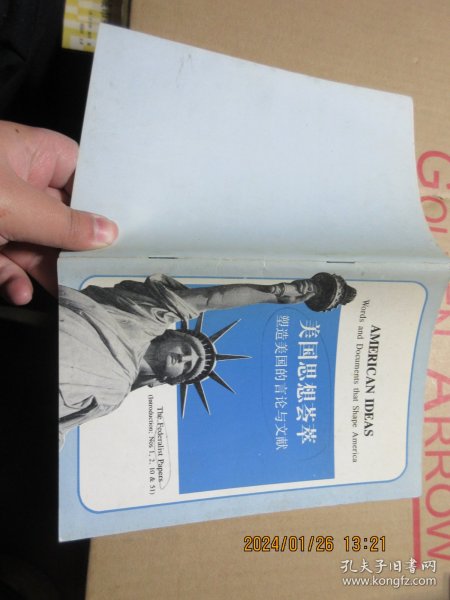 AMERICAN IDEAS
Words and Documents that Shape America
美国思想荟萃
塑造美国的言论与文献
The Federalist Papers
(Introduction; Nos 1, 2, 10 & 51)
ARROW
2024/01/26 13:21
孔夫子旧书网
www.kongfz.com